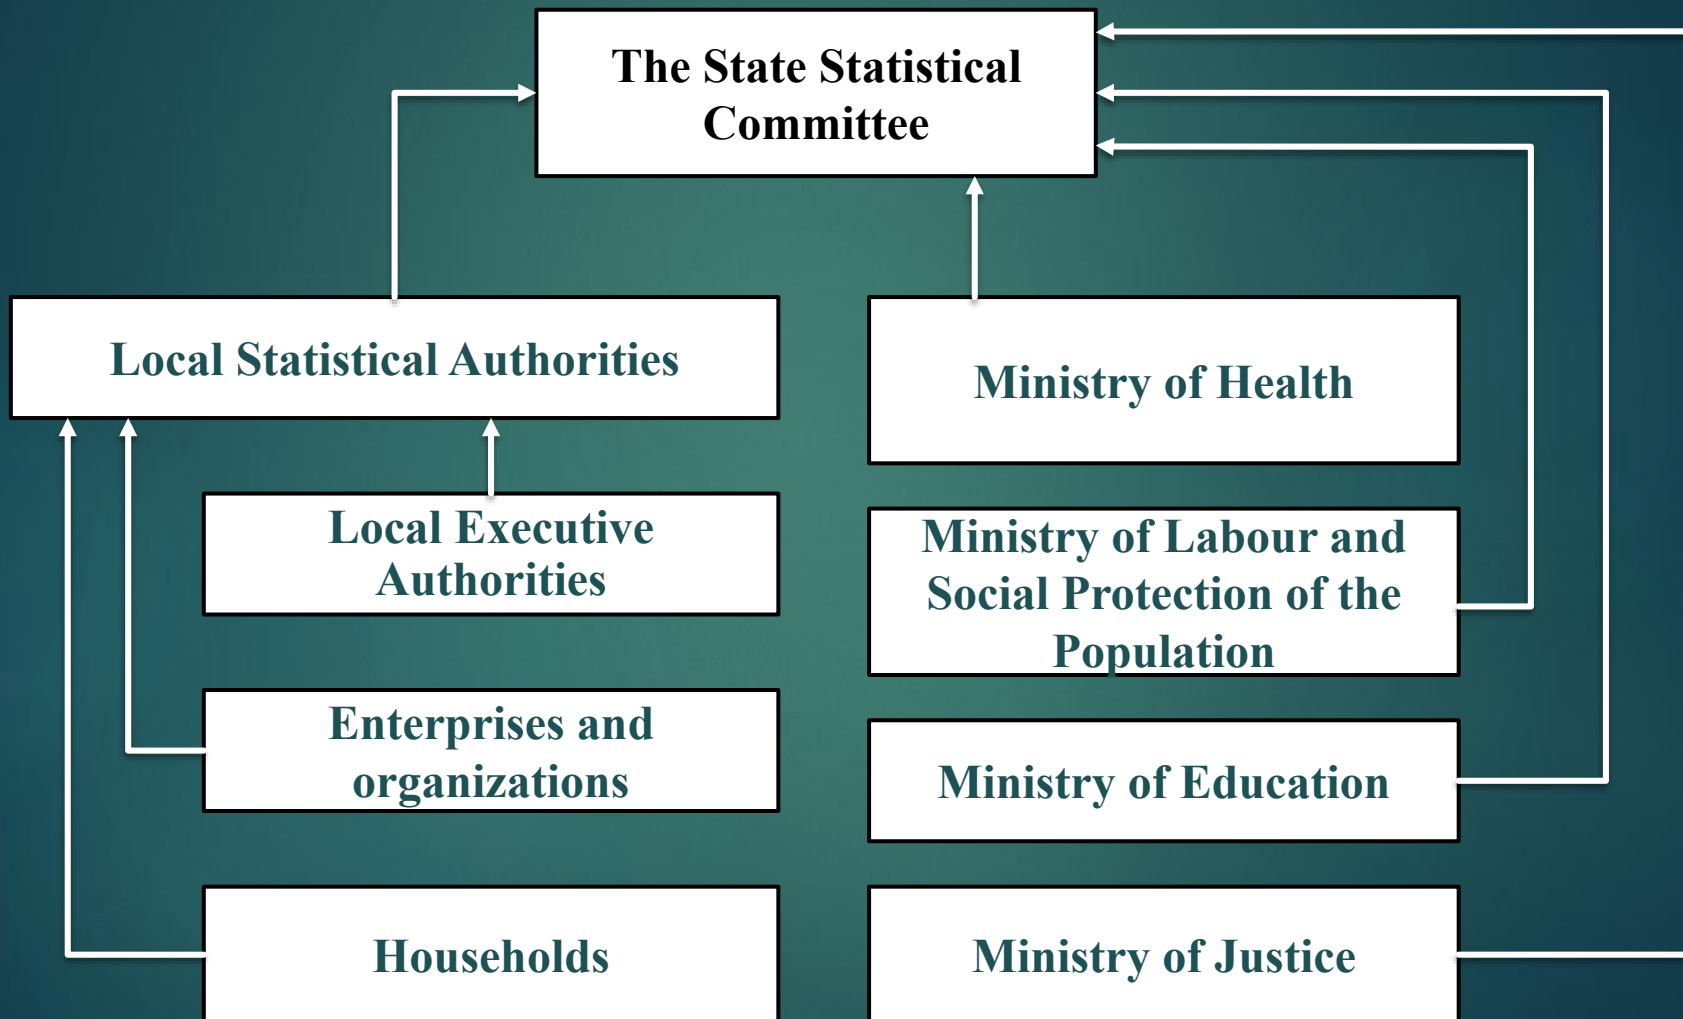 The State Statistical
Committee
Local Statistical Authorities
Local Executive
Authorities
Enterprises and
organizations
Households
Ministry of Health
Ministry of Labour and
Social Protection of the
Population
Ministry of Education
Ministry of Justice